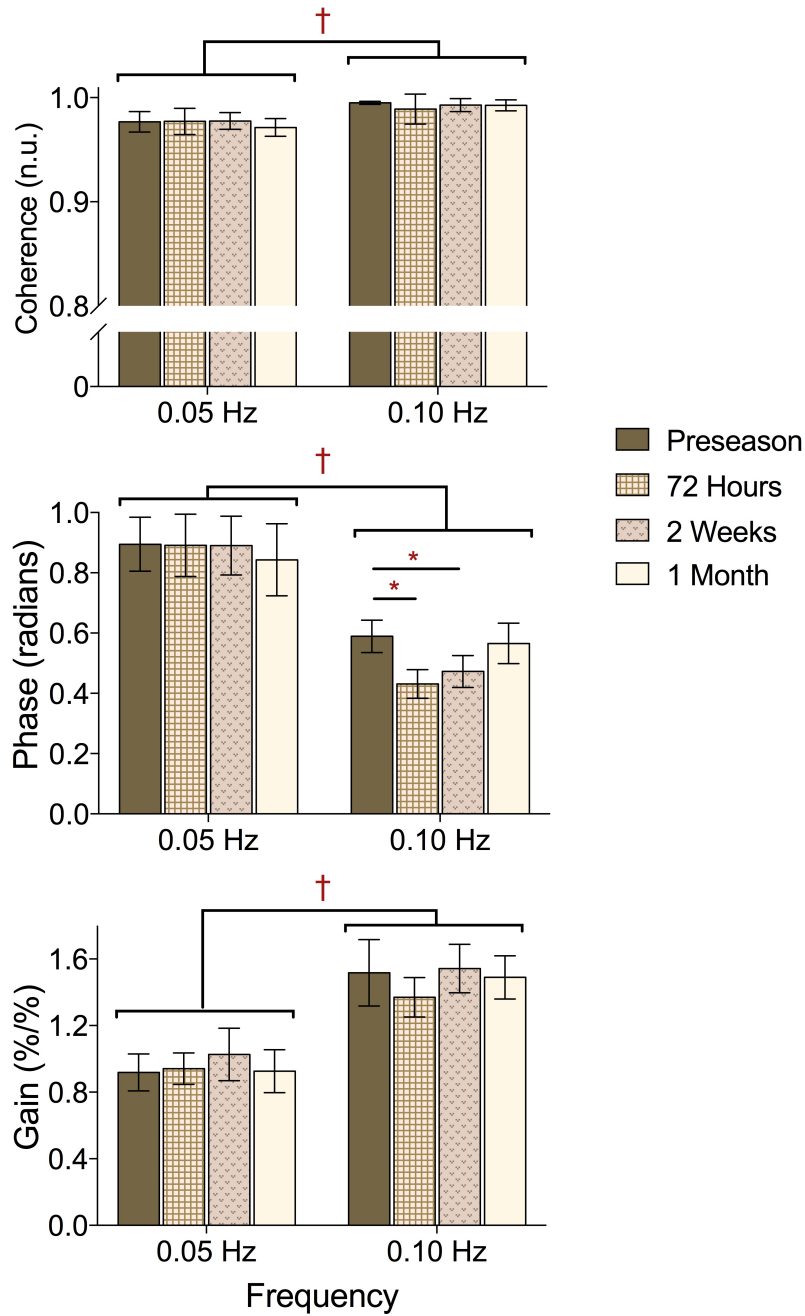 †
Coherence (n.u.)
1.0
0.9
0.8
0
0.05 Hz 0.10 Hz
Preseason
72 Hours
2 Weeks
1 Month
†
Phase (radians)
1.0
0.8
0.6
0.4
0.2
0.0
*
*
0.05 Hz 0.10 Hz
†
Gain (%/%)
1.6
1.2
0.8
0.4
0.0
0.05 Hz 0.10 Hz
Frequency